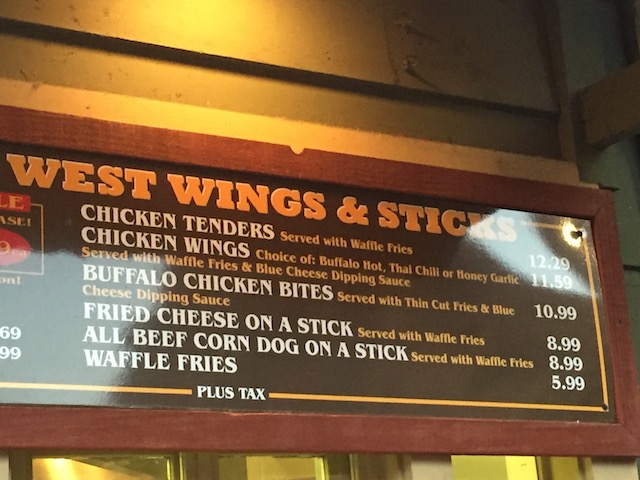 WEST WINGS & STICKS
CHICKEN TENDERS Served with Waffle Fries 12.29
CHICKEN WINGS Choice of: Buffalo Hot, Thai Chili or Honey Garlic 11.59
Served with Waffle Fries & Blue Cheese Dipping Sauce
BUFFALO CHICKEN BITES Served with Thin Cut Fries & Blue 10.99
Cheese Dipping Sauce
FRIED CHEESE ON A STICK Served with Waffle Fries 8.99
ALL BEEF CORN DOG ON A STICK Served with Waffle Fries 8.99
WAFFLE FRIES 5.99
PLUS TAX
69
99